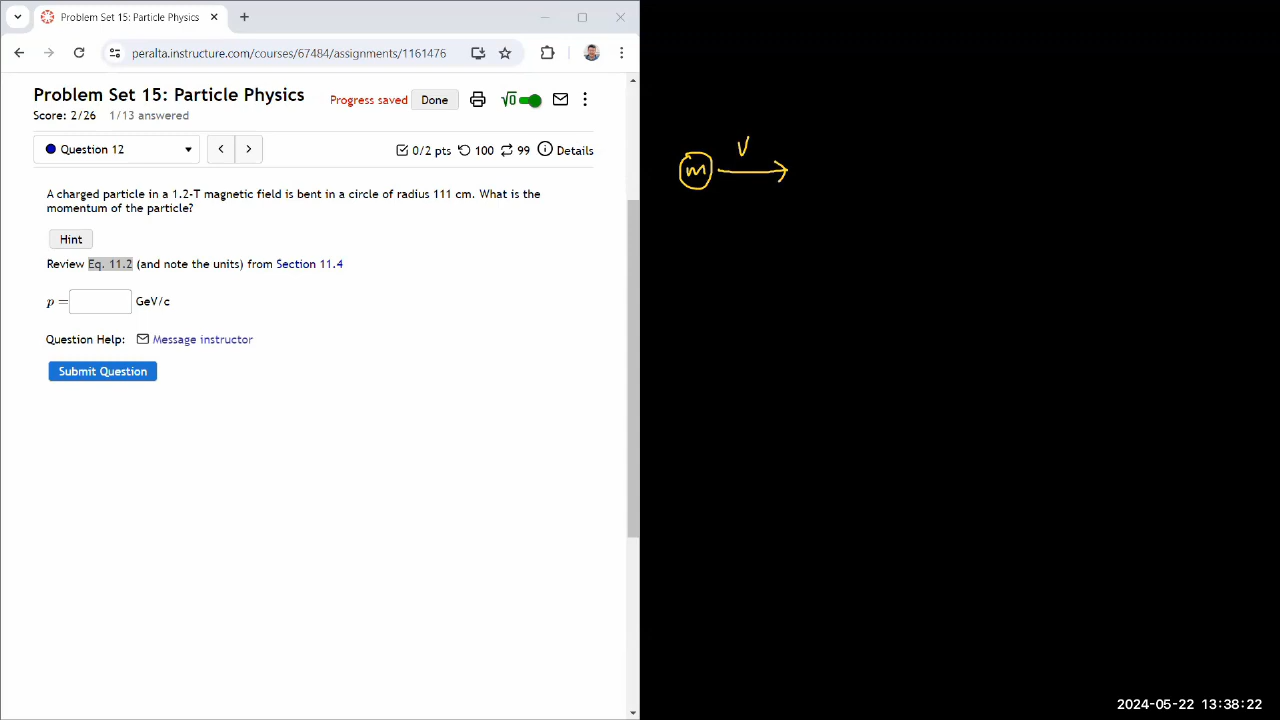 Problem Set 15: Particle Physics
peralta.instructure.com/courses/67484/assignments/1161476
Problem Set 15: Particle Physics
Progress saved
Done
√0
Score: 2/26
1/13 answered
Question 12
0/2 pts
100
99
Details
A charged particle in a 1.2-T magnetic field is bent in a circle of radius 111 cm. What is the
momentum of the particle?
Hint
Review Eq. 11.2 (and note the units) from Section 11.4
p = GeV/c
Question Help: Message instructor
Submit Question
m
v
2024-05-22 13:38:22